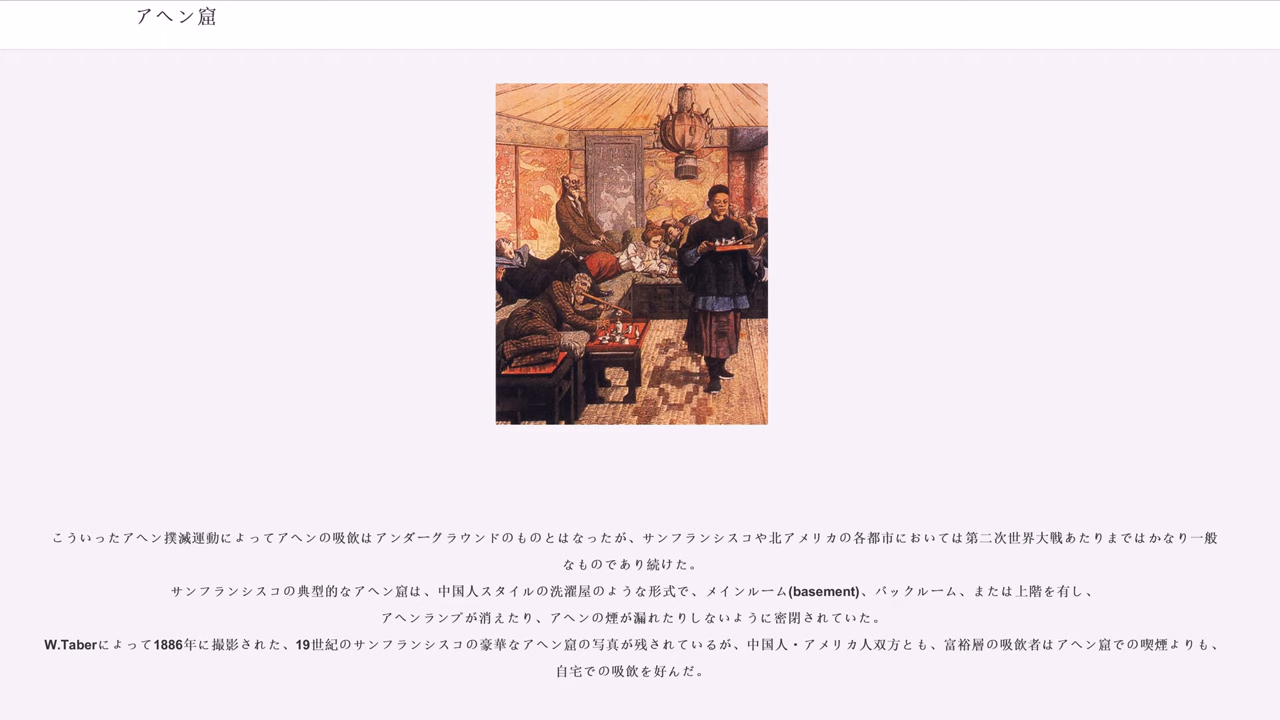 アヘン窟
こういったアヘン撲滅運動によってアヘンの吸飲はアンダーグラウンドのものとはなったが、サンフランシスコや北アメリカの各都市においては第二次世界大戦あたりまではかなり一般
なものであり続けた。
サンフランシスコの典型的なアヘン窟は、中国人スタイルの洗濯屋のような形式で、メインルーム(basement)、バックルーム、または上階を有し、
アヘンランプが消えたり、アヘンの煙が漏れたりしないように密閉されていた。
W.Taberによって1886年に撮影された、19世紀のサンフランシスコの豪華なアヘン窟の写真が残されているが、中国人・アメリカ人双方とも、富裕層の吸飲者はアヘン窟での喫煙よりも、
自宅での吸飲を好んだ。